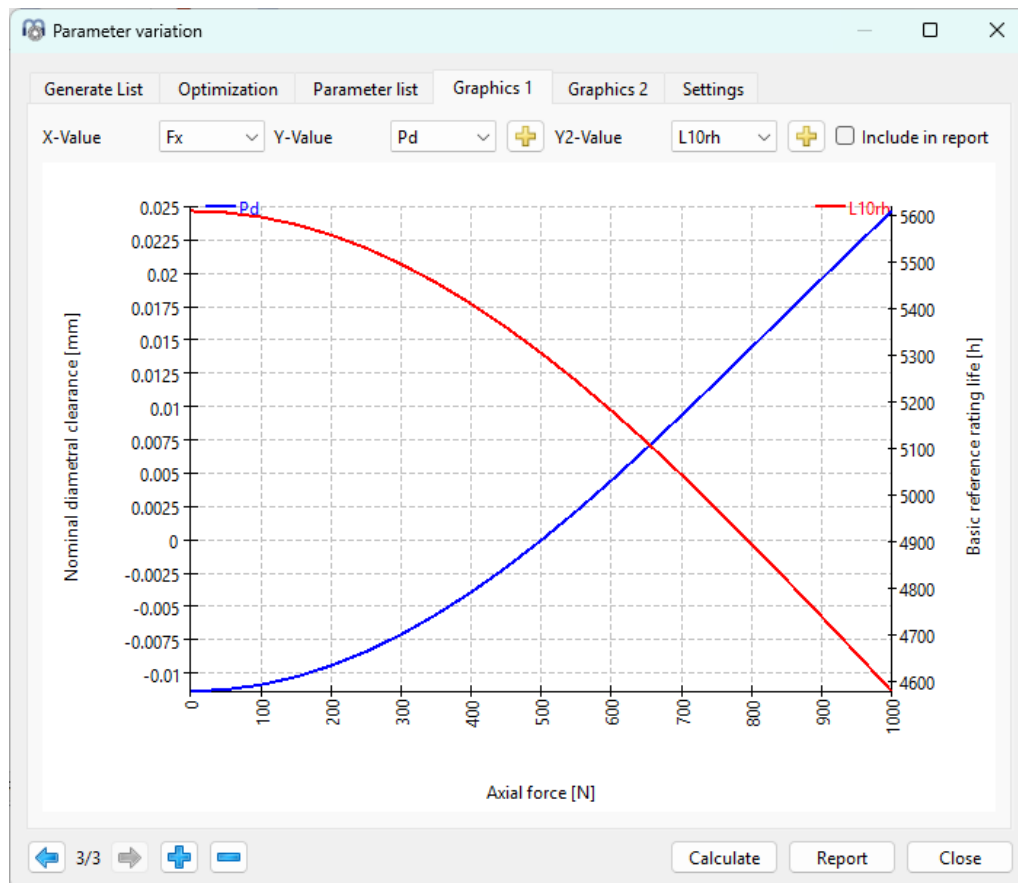 Parameter variation
Generate List Optimization Parameter list Graphics 1 Graphics 2 Settings
X-Value Fx Y-Value Pd Y2-Value L10rh Include in report
Pd
L10rh
Nominal diametral clearance [mm]
0.025
0.0225
0.02
0.0175
0.015
0.0125
0.01
0.0075
0.005
0.0025
0
-0.0025
-0.005
-0.0075
-0.01
5600
5500
5400
5300
5200
5100
5000
4900
4800
4700
4600
Basic reference rating life [h]
0 100 200 300 400 500 600 700 800 900 1000
Axial force [N]
3/3 Calculate Report Close